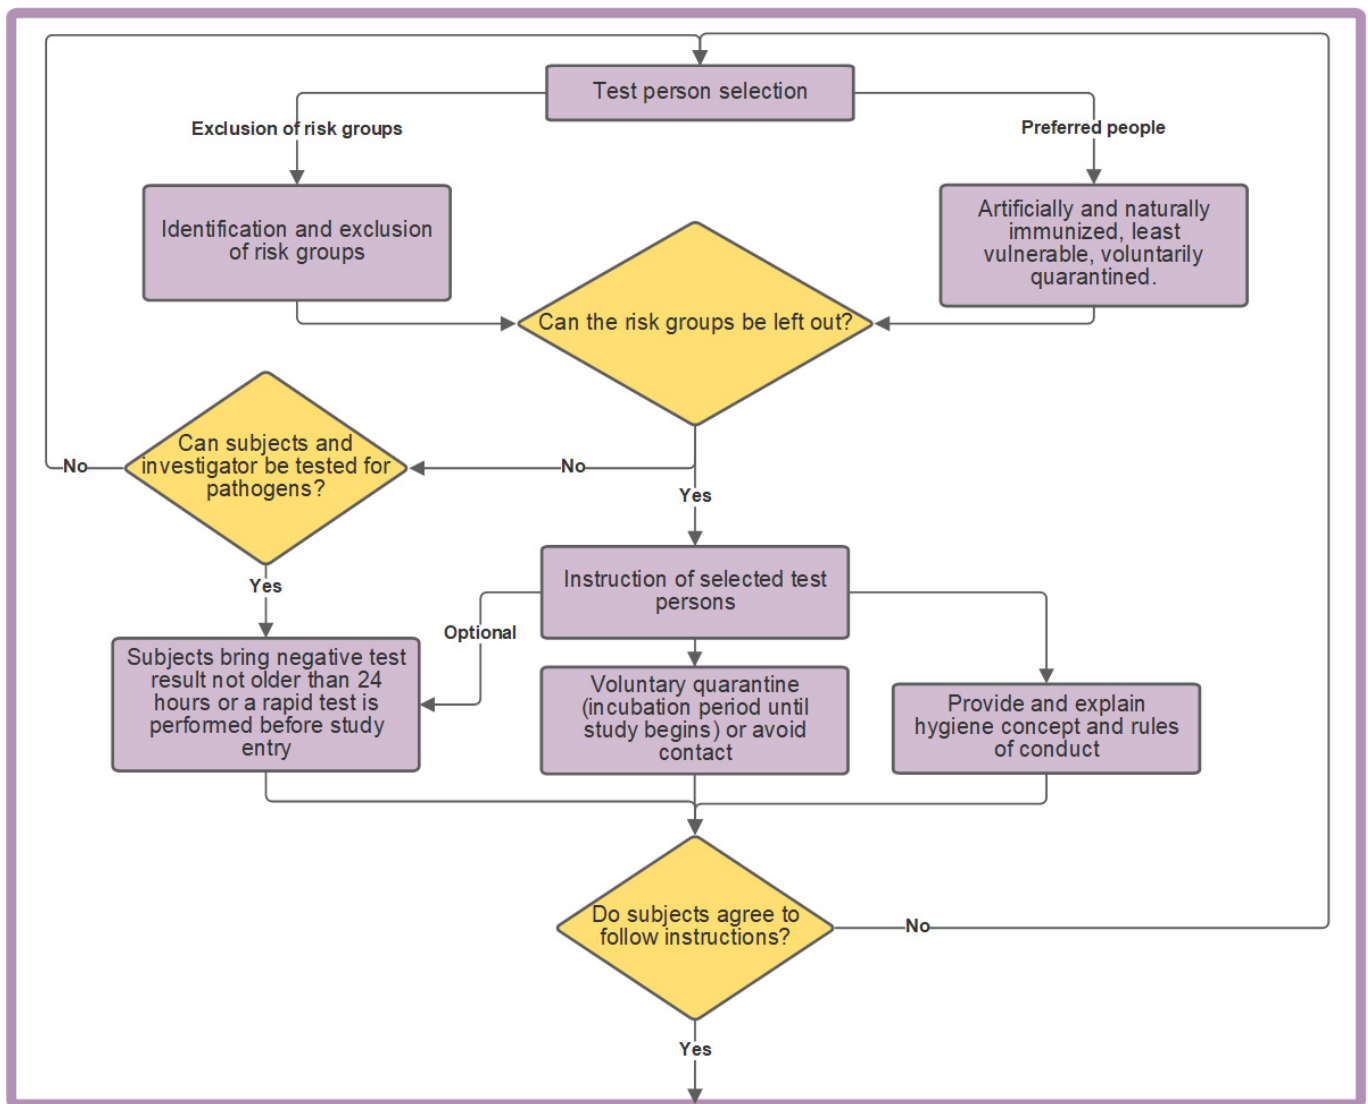 Test person selection
Exclusion of risk groups
Preferred people
Identification and exclusion
of risk groups
Artificially and naturally
immunized, least
vulnerable, voluntarily
quarantined.
Can the risk groups be left out?
Can subjects and
investigator be tested for
pathogens?
No
No
Yes
Yes
Instruction of selected test
persons
Optional
Subjects bring negative test
result not older than 24
hours or a rapid test is
performed before study
entry
Voluntary quarantine
(incubation period until
study begins) or avoid
contact
Provide and explain
hygiene concept and rules
of conduct
Do subjects agree to
follow instructions?
No
Yes